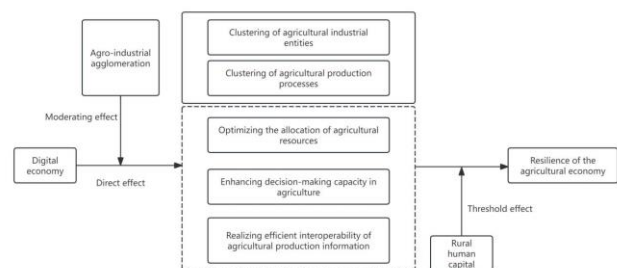 Agro-industrial
agglomeration
Clustering of agricultural industrial
entities
Clustering of agricultural production
processes
Moderating effect
Optimizing the allocation of agricultural
resources
Digital
economy
Direct effect
Enhancing decision-making capacity in
agriculture
Resilience of the
agricultural economy
Threshold effect
Realizing efficient interoperability of
agricultural production information
Rural
human
capital